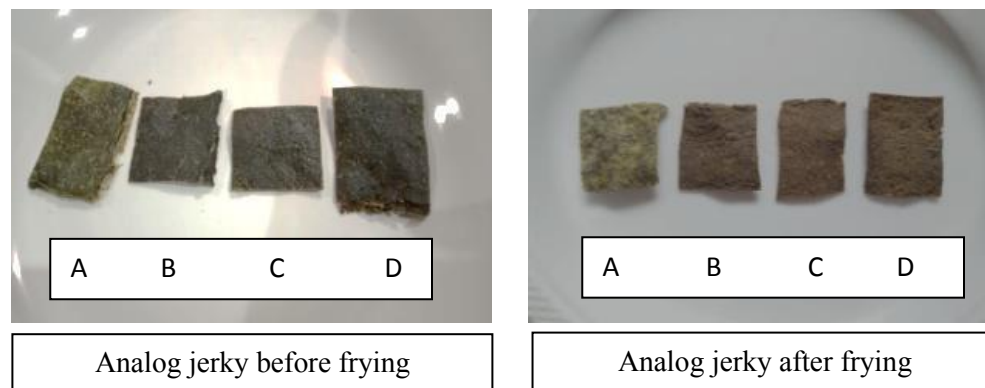 A B C D
Analog jerky before frying
A B C D
Analog jerky after frying